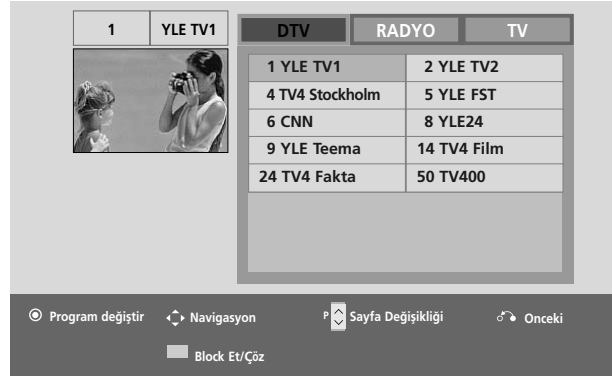 1 YLE TV1
DTV RADYO TV
1 YLE TV1 2 YLE TV2
4 TV4 Stockholm 5 YLE FST
6 CNN 8 YLE24
9 YLE Teema 14 TV4 Film
24 TV4 Fakta 50 TV400
Program değiştir Navigasyon P Sayfa Değişikliği Onceki
Block Et/Çöz